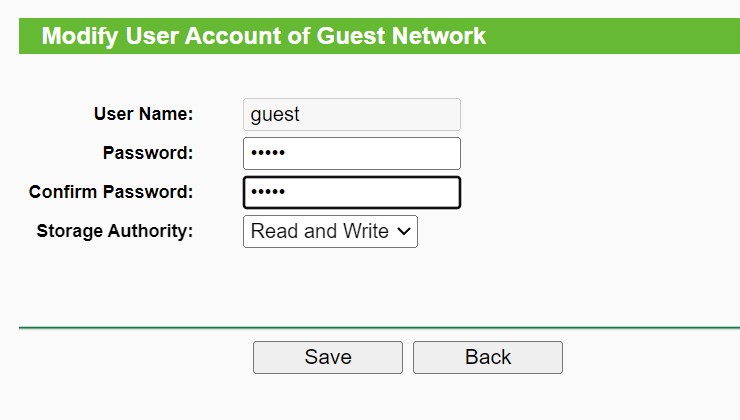 Modify User Account of Guest Network
User Name: guest
Password: •••••
Confirm Password: •••••
Storage Authority: Read and Write
Save Back